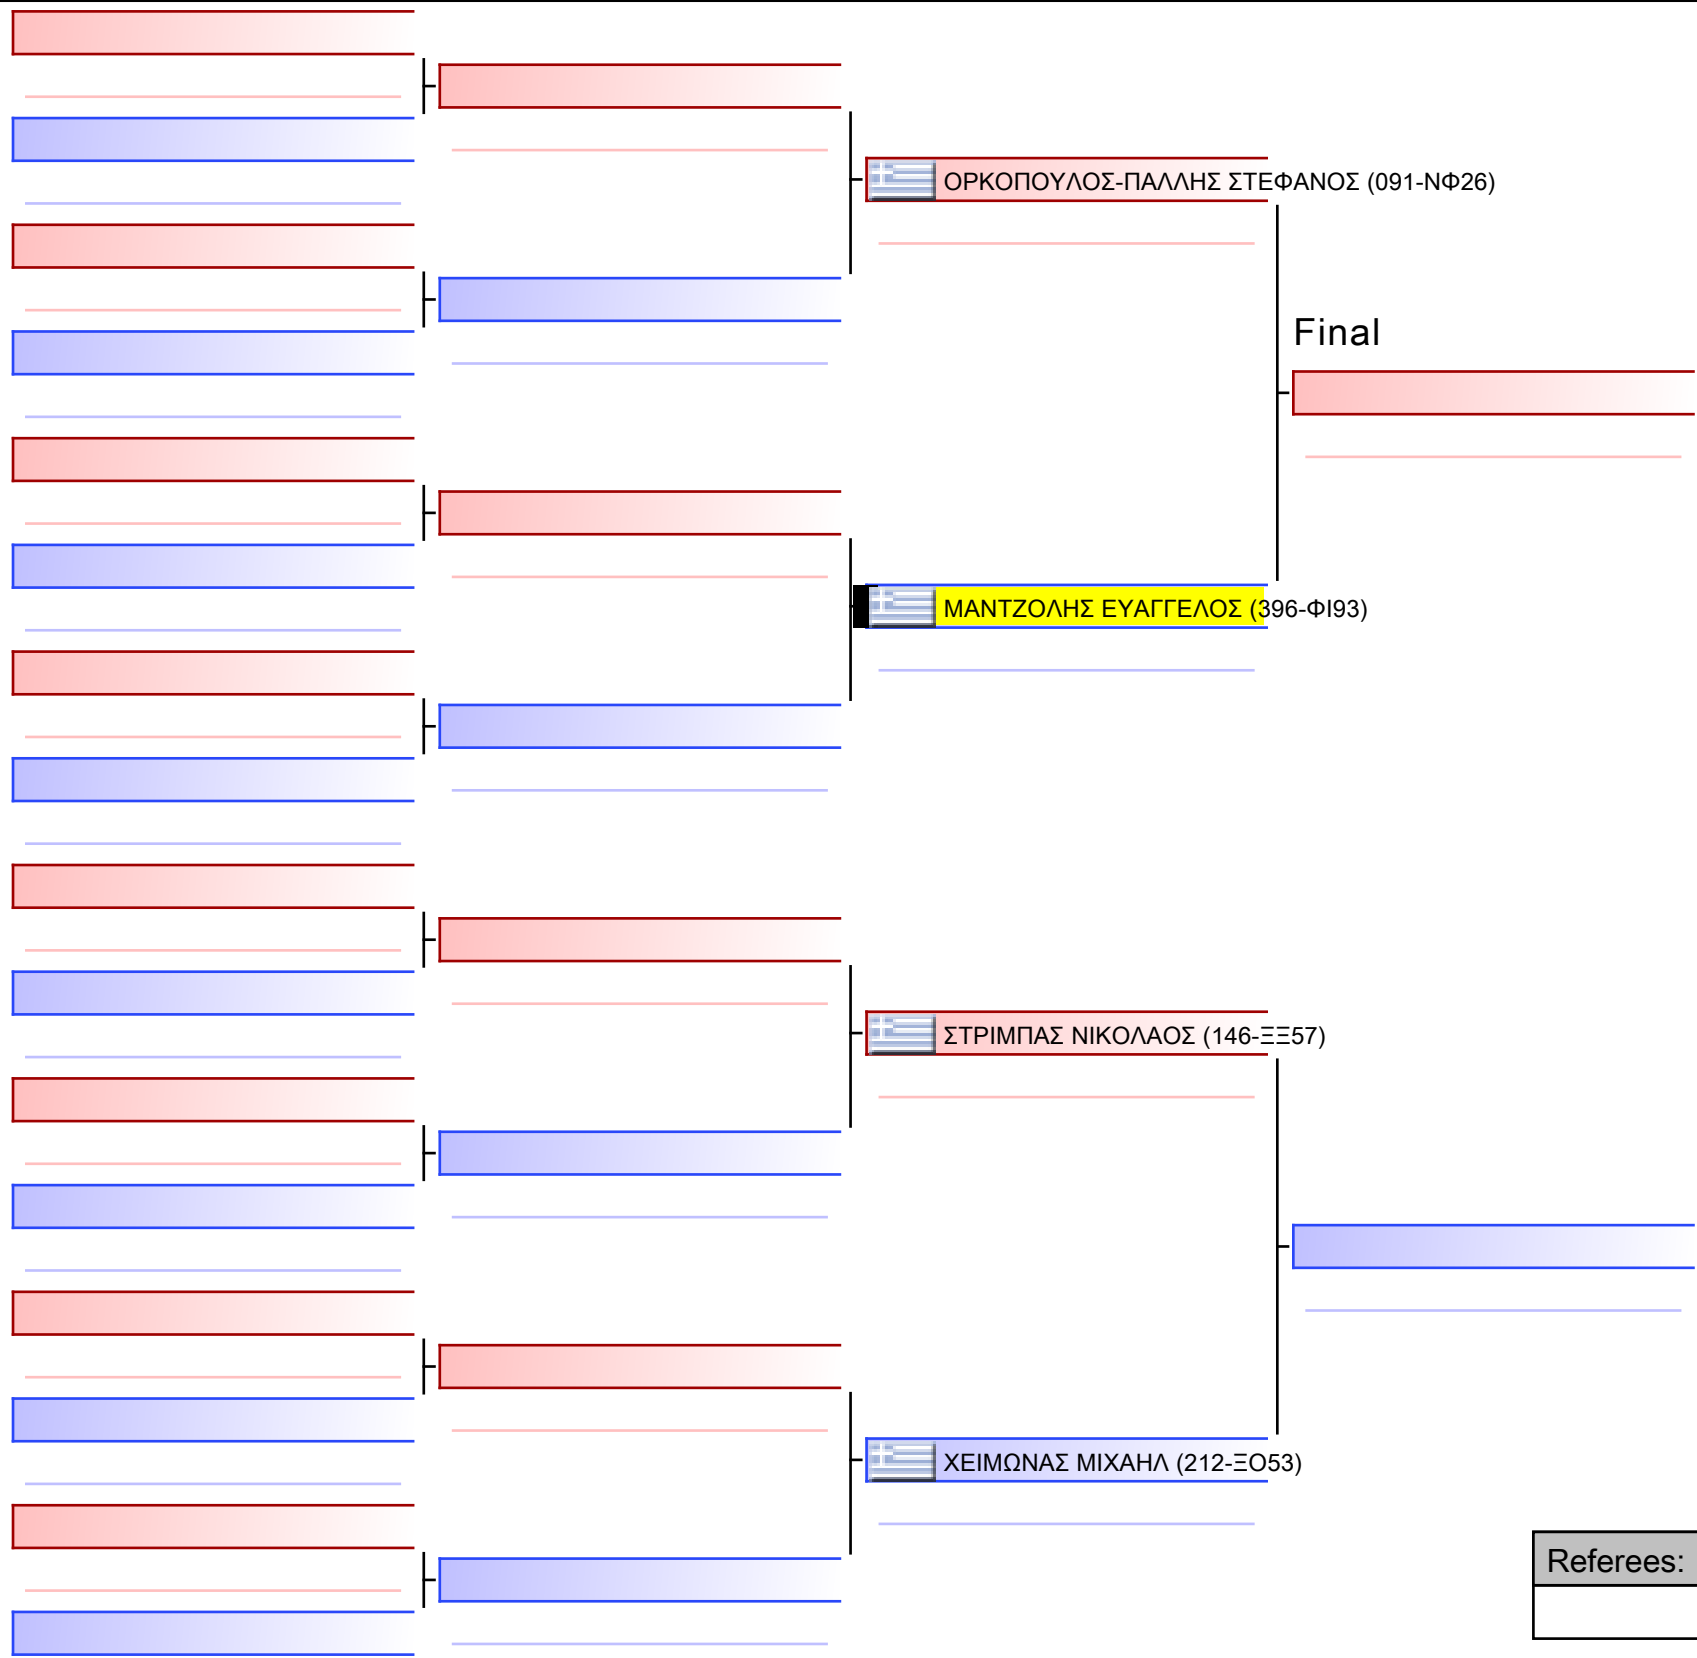 ΟΡΚΟΠΟΥΛΟΣ-ΠΑΛΛΗΣ ΣΤΕΦΑΝΟΣ (091-ΝΦ26)
Final
ΜΑΝΤΖΟΛΗΣ ΕΥΑΓΓΕΛΟΣ (396-ΦΙ93)
ΣΤΡΙΜΠΑΣ ΝΙΚΟΛΑΟΣ (146-ΞΞ57)
ΧΕΙΜΩΝΑΣ ΜΙΧΑΗΛ (212-ΞΟ53)
Referees: